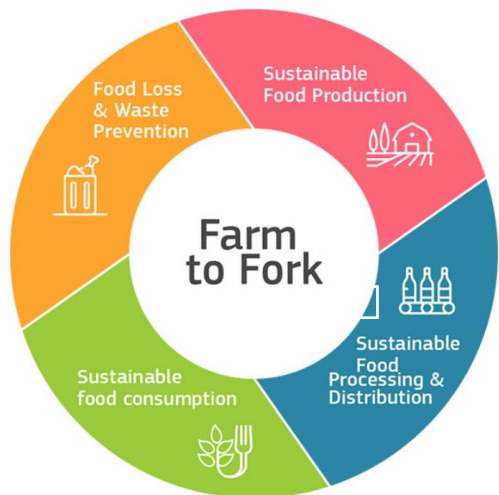 Food Loss
& Waste
Prevention
Sustainable
Food Production
Farm
to Fork
Sustainable
Food
Processing &
Distribution
Sustainable
food consumption